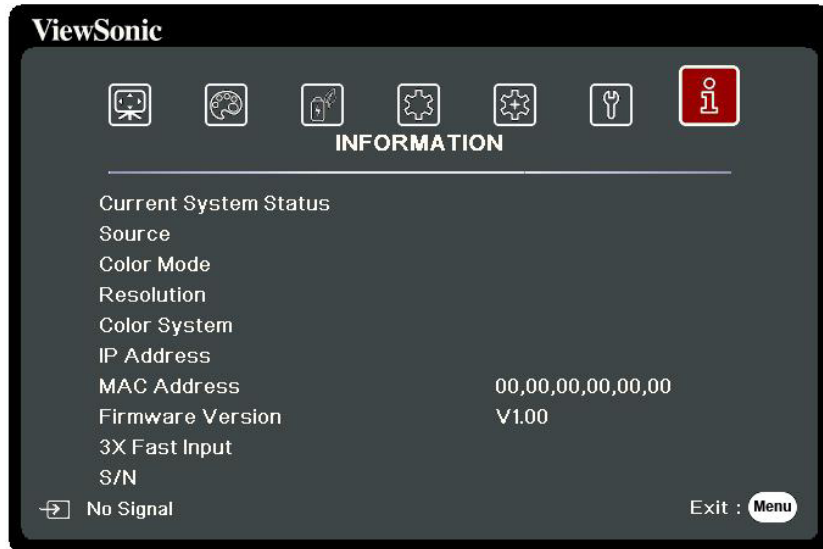 ViewSonic
INFORMATION
Current System Status
Source
Color Mode
Resolution
Color System
IP Address
MAC Address 00,00,00,00,00,00
Firmware Version V1.00
3X Fast Input
S/N
No Signal Exit : Menu